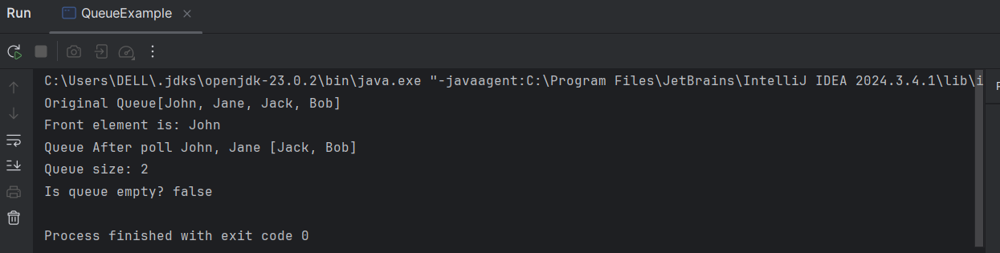 Run QueueExample
C:\Users\DELL\.jdks\openjdk-23.0.2\bin\java.exe "-javaagent:C:\Program Files\JetBrains\IntelliJ IDEA 2024.3.4.1\lib\i
Original Queue[John, Jane, Jack, Bob]
Front element is: John
Queue After poll John, Jane [Jack, Bob]
Queue size: 2
Is queue empty? false
Process finished with exit code 0